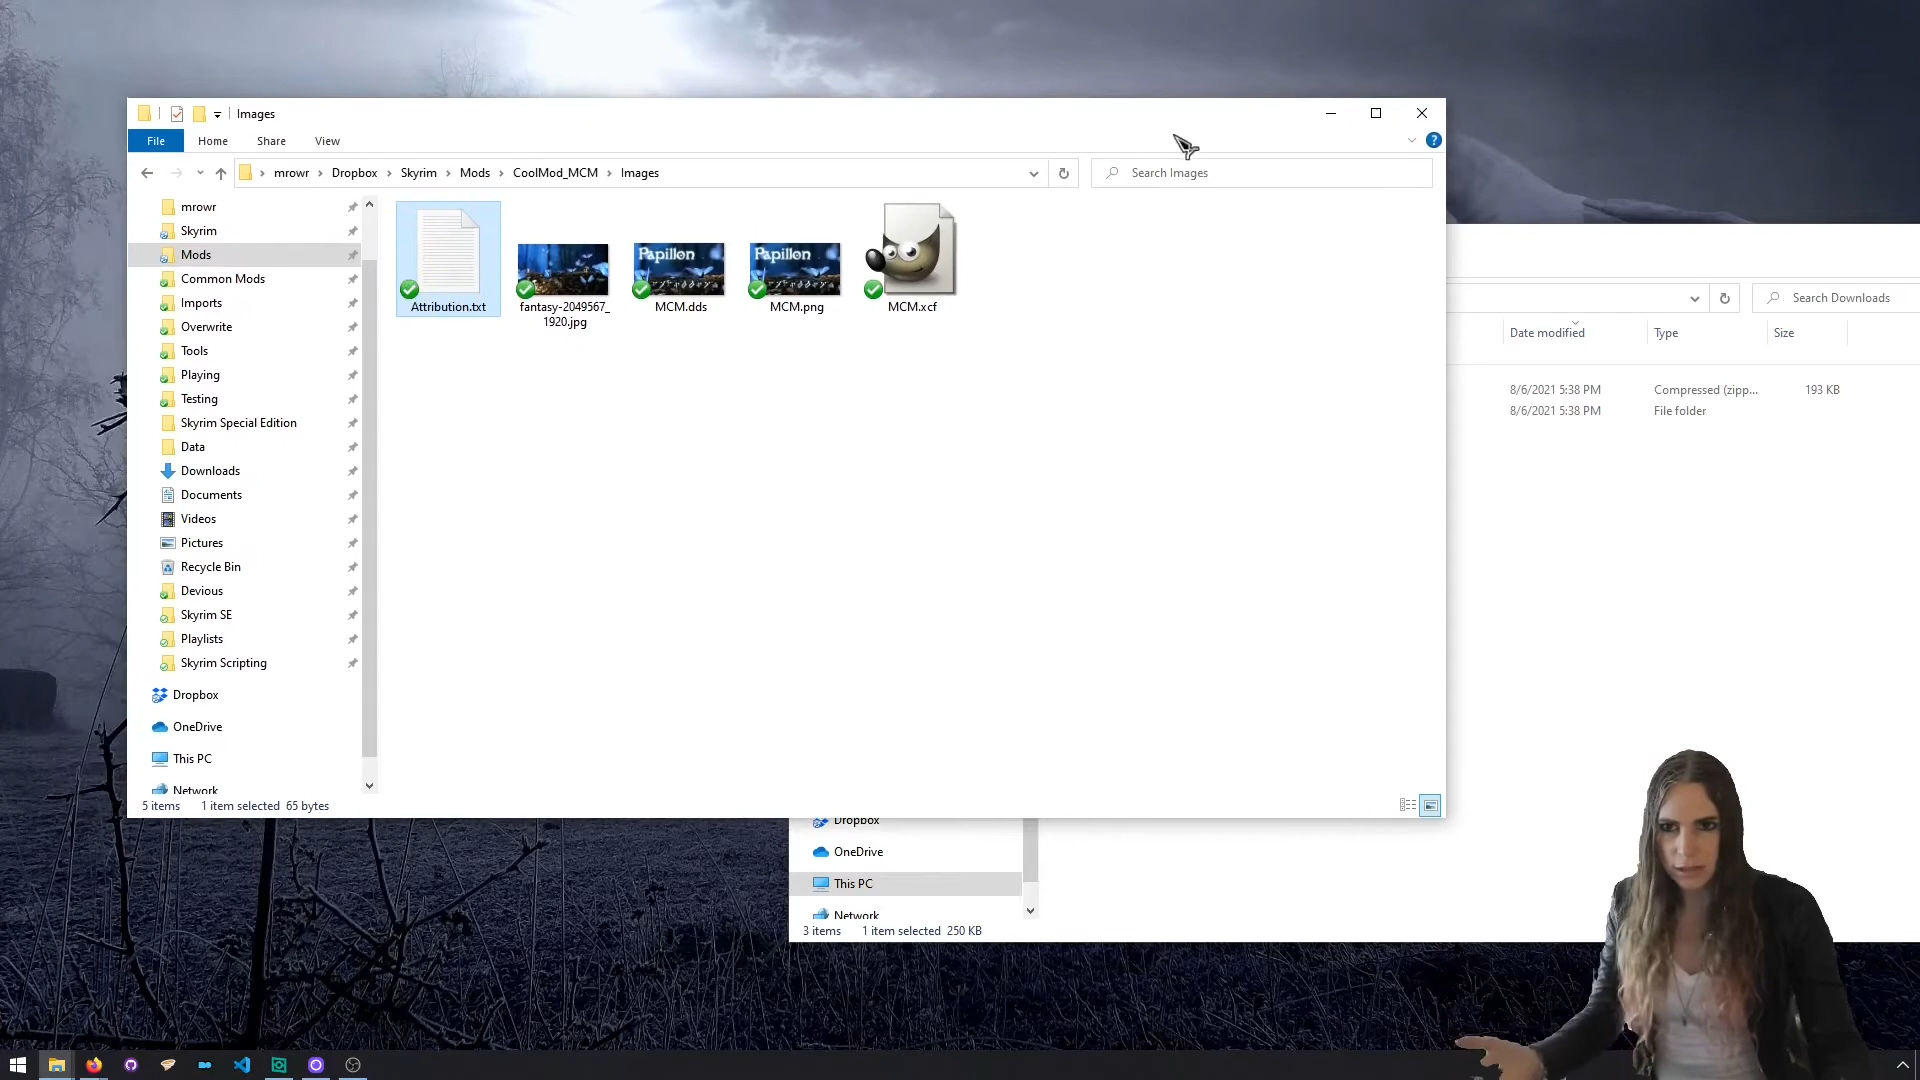 Images
File
Home
Share
View
mrowr
Dropbox
Skyrim
Mods
CoolMod_MCM
Images
Search Images
mrowr
Skyrim
Mods
Common Mods
Imports
Overwrite
Tools
Playing
Testing
Skyrim Special Edition
Data
Downloads
Documents
Videos
Pictures
Recycle Bin
Devious
Skyrim SE
Playlists
Skyrim Scripting
Dropbox
OneDrive
This PC
Network
Papillon
Papillon
Attribution.txt
fantasy-2049567_
1920.jpg
MCM.dds
MCM.png
MCM.xcf
5 items 1 item selected 65 bytes
Search Downloads
Date modified Type Size
8/6/2021 5:38 PM Compressed (zipp... 193 KB
8/6/2021 5:38 PM File folder
Dropbox
OneDrive
This PC
Network
3 items 1 item selected 250 KB